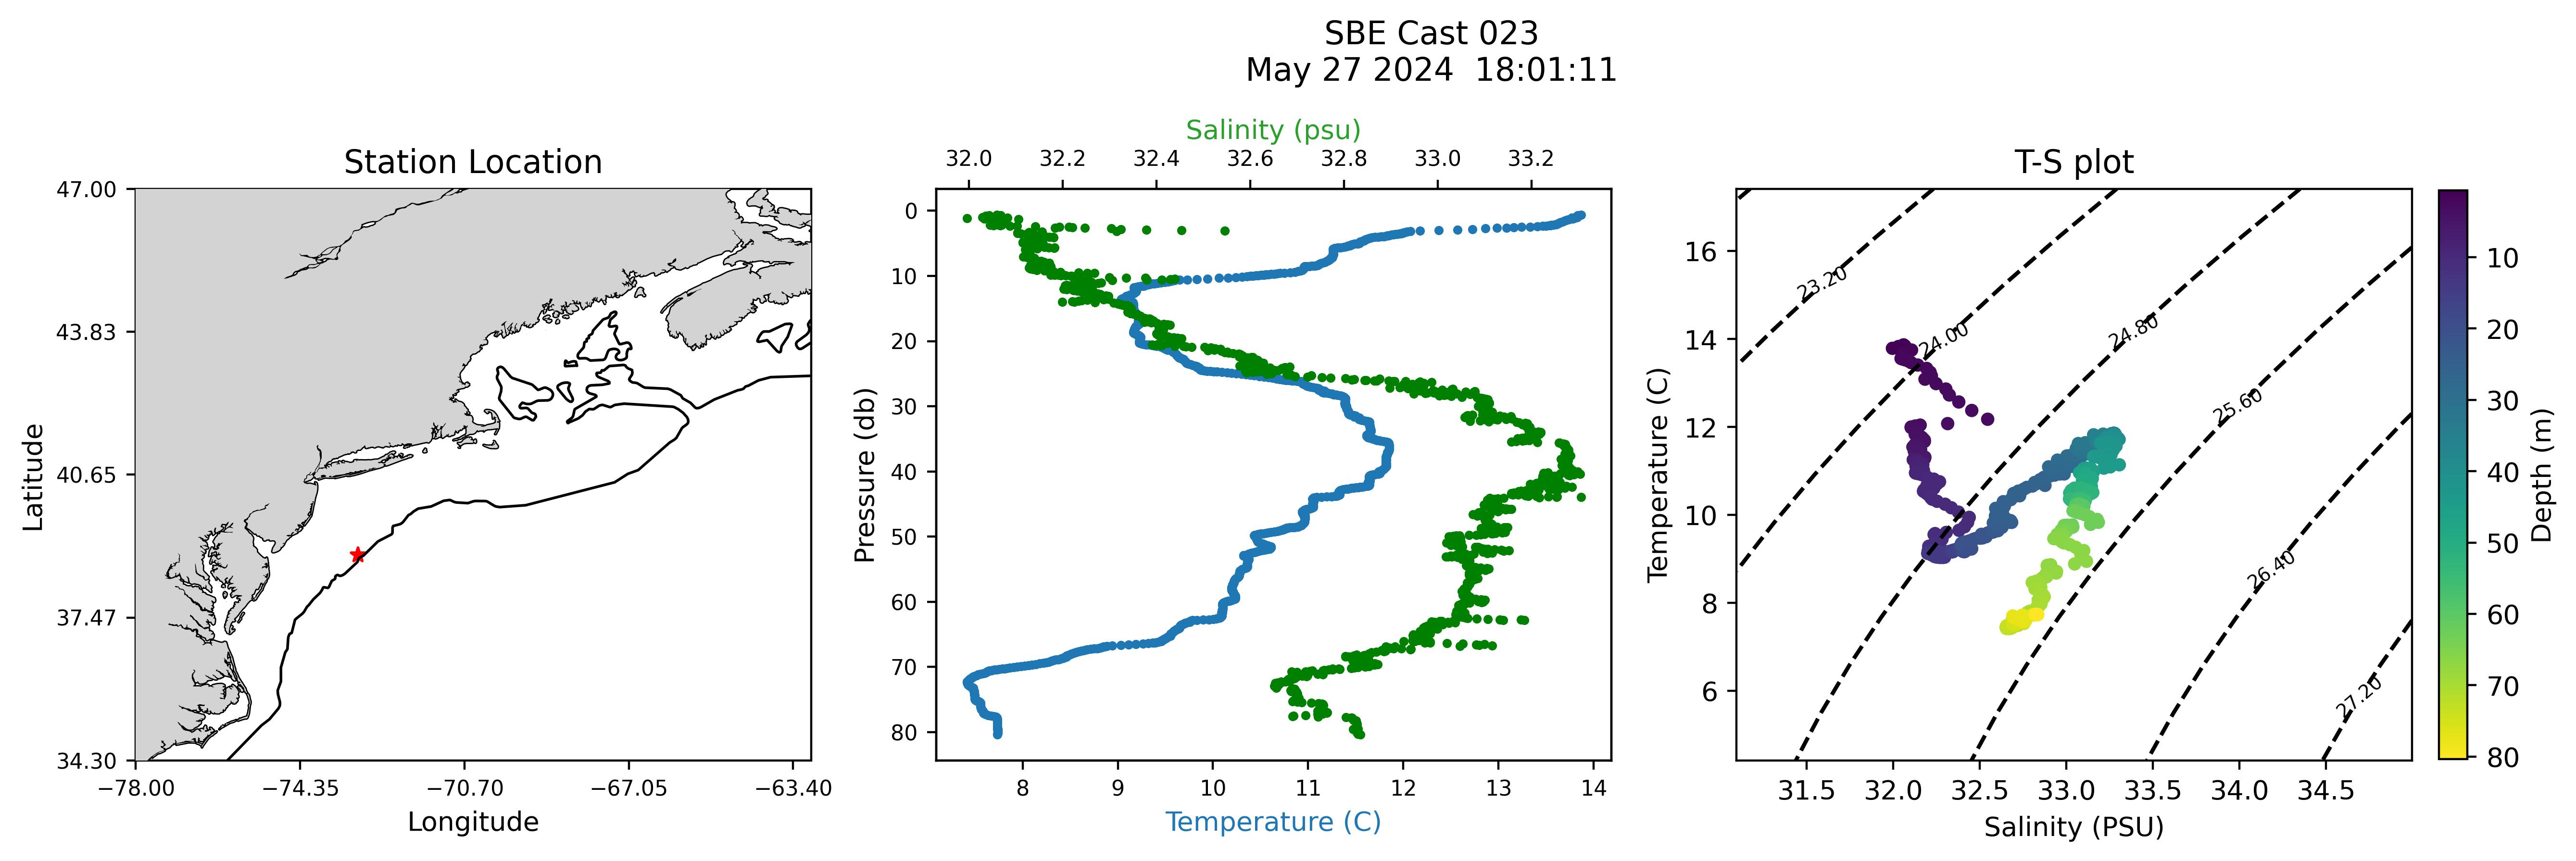 SBE Cast 023
May 27 2024  18:01:11
Station Location
47.00
43.83
40.65
37.47
34.30
Latitude
−78.00 −74.35 −70.70 −67.05 −63.40
Longitude
Salinity (psu)
32.0 32.2 32.4 32.6 32.8 33.0 33.2
0
10
20
30
40
50
60
70
80
Pressure (db)
8 9 10 11 12 13 14
Temperature (C)
T-S plot
16
14
12
10
8
6
Temperature (C)
23.20
24.00
24.80
25.60
26.40
27.20
31.5 32.0 32.5 33.0 33.5 34.0 34.5
Salinity (PSU)
10
20
30
40
50
60
70
80
Depth (m)